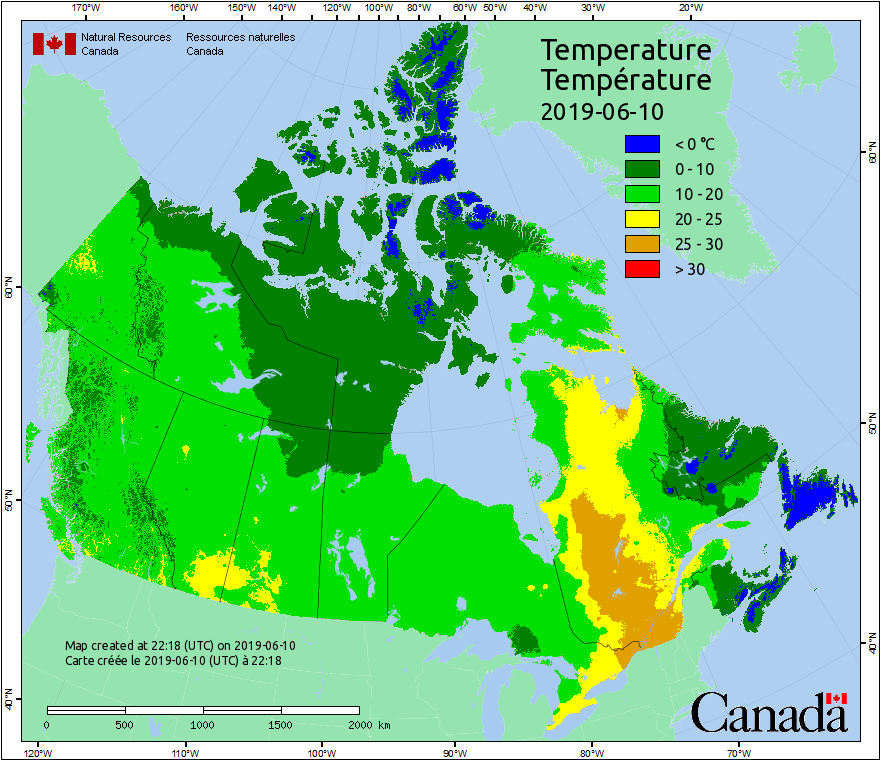 170°W 160°W 150°W 140°W 120°W 110°W 100°W 80°W 60°W 50°W 40°W 30°W 20°W
Natural Resources Ressources naturelles
Canada Canada
Temperature
Température
2019-06-10
< 0 °C
0 - 10
10 - 20
20 - 25
25 - 30
> 30
60°N
60°N
50°N
50°N
40°N
40°N
Map created at 22:18 (UTC) on 2019-06-10
Carte créée le 2019-06-10 (UTC) à 22:18
0 500 1000 1500 2000 km
Canada
120°W 110°W 100°W 90°W 80°W 70°W